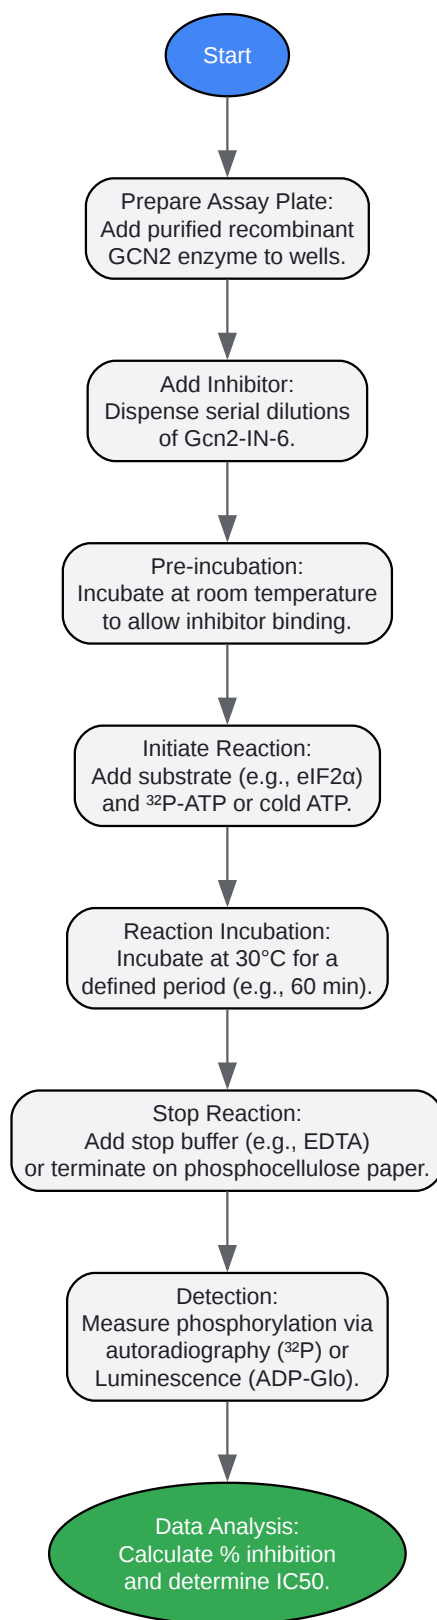 Start
Prepare Assay Plate:
Add purified recombinant
GCN2 enzyme to wells.
Add Inhibitor:
Dispense serial dilutions
of Gcn2-IN-6.
Pre-incubation:
Incubate at room temperature
to allow inhibitor binding.
Initiate Reaction:
Add substrate (e.g., eIF2α)
and ³²P-ATP or cold ATP.
Reaction Incubation:
Incubate at 30°C for a
defined period (e.g., 60 min).
Stop Reaction:
Add stop buffer (e.g., EDTA)
or terminate on phosphocellulose paper.
Detection:
Measure phosphorylation via
autoradiography (³²P) or
Luminescence (ADP-Glo).
Data Analysis:
Calculate % inhibition
and determine IC50.